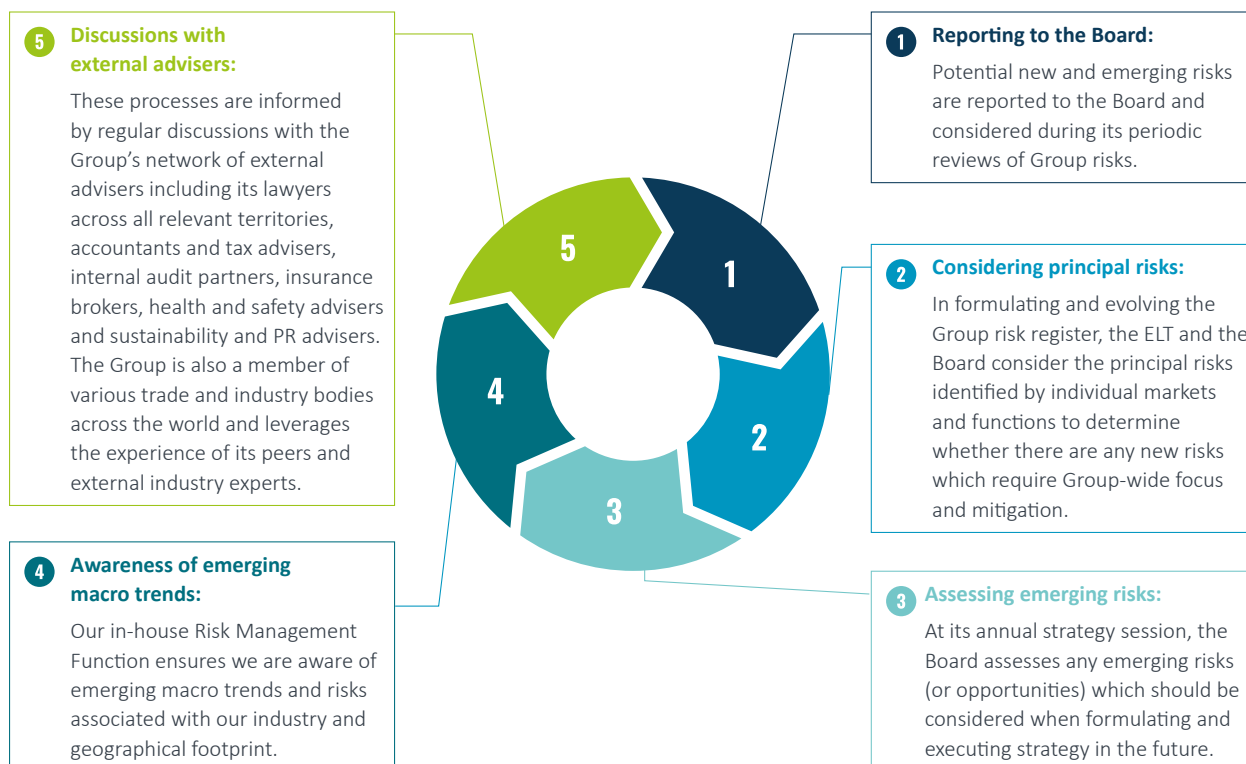 5 Discussions with
external advisers:
These processes are informed
by regular discussions with the
Group’s network of external
advisers including its lawyers
across all relevant territories,
accountants and tax advisers,
internal audit partners, insurance
brokers, health and safety advisers
and sustainability and PR advisers.
The Group is also a member of
various trade and industry bodies
across the world and leverages
the experience of its peers and
external industry experts.
4 Awareness of emerging
macro trends:
Our in-house Risk Management
Function ensures we are aware of
emerging macro trends and risks
associated with our industry and
geographical footprint.
5
1
4
2
3
1 Reporting to the Board:
Potential new and emerging risks
are reported to the Board and
considered during its periodic
reviews of Group risks.
2 Considering principal risks:
In formulating and evolving the
Group risk register, the ELT and the
Board consider the principal risks
identified by individual markets
and functions to determine
whether there are any new risks
which require Group-wide focus
and mitigation.
3 Assessing emerging risks:
At its annual strategy session, the
Board assesses any emerging risks
(or opportunities) which should be
considered when formulating and
executing strategy in the future.